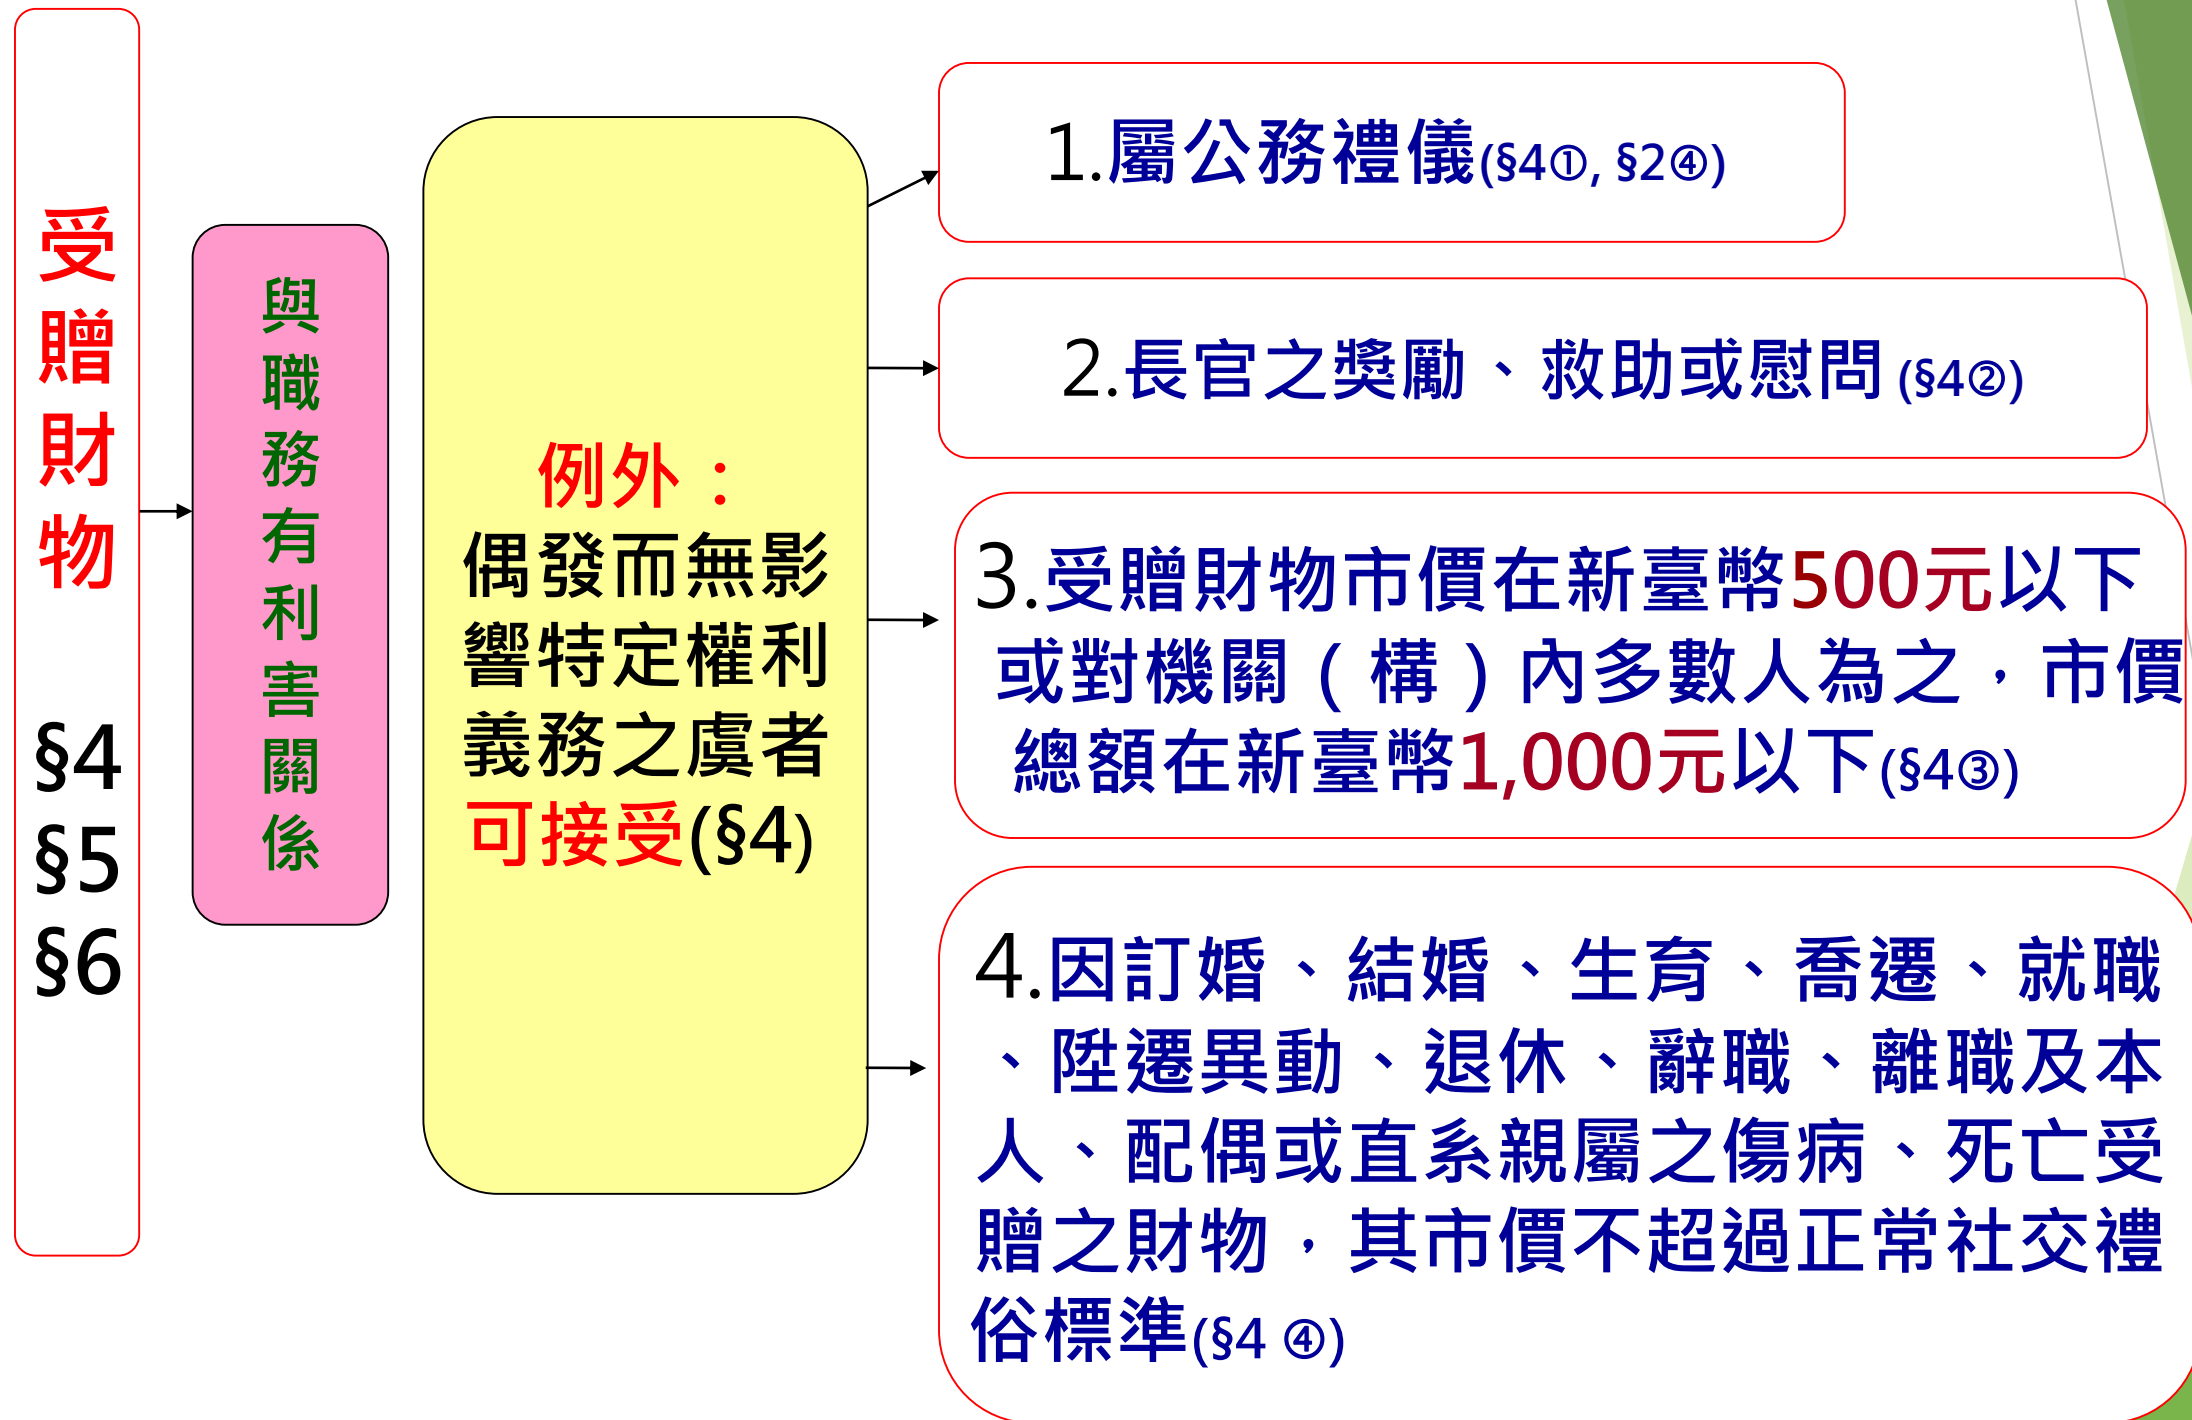 受
贈
財
物
§4
§5
§6
與
職
務
有
利
害
關
係
例外：
偶發而無影
響特定權利
義務之虞者
可接受(§4)
1.屬公務禮儀(§4①, §2④)
2.長官之獎勵、救助或慰問(§4②)
3.受贈財物市價在新臺幣500元以下
或對機關（構）內多數人為之，市價
總額在新臺幣1,000元以下(§4③)
4.因訂婚、結婚、生育、喬遷、就職
、陞遷異動、退休、辭職、離職及本
人、配偶或直系親屬之傷病、死亡受
贈之財物，其市價不超過正常社交禮
俗標準(§4 ④)